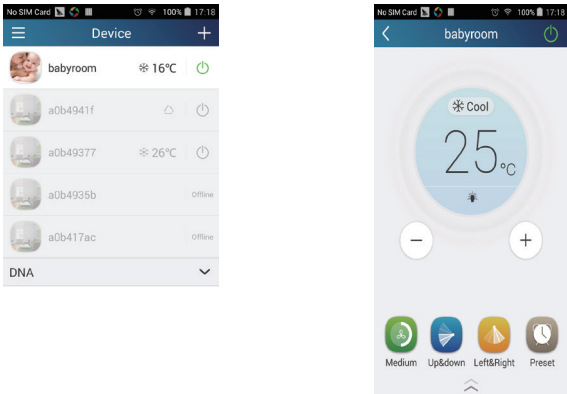 No SIM Card 100% 17:18
Device
babyroom 16°C
a0b4941f
a0b49377 26°C
a0b4935b Offline
a0b417ac Offline
DNA
No SIM Card 100% 17:18
babyroom
Cool
25°C
Medium Up&down Left&Right Preset